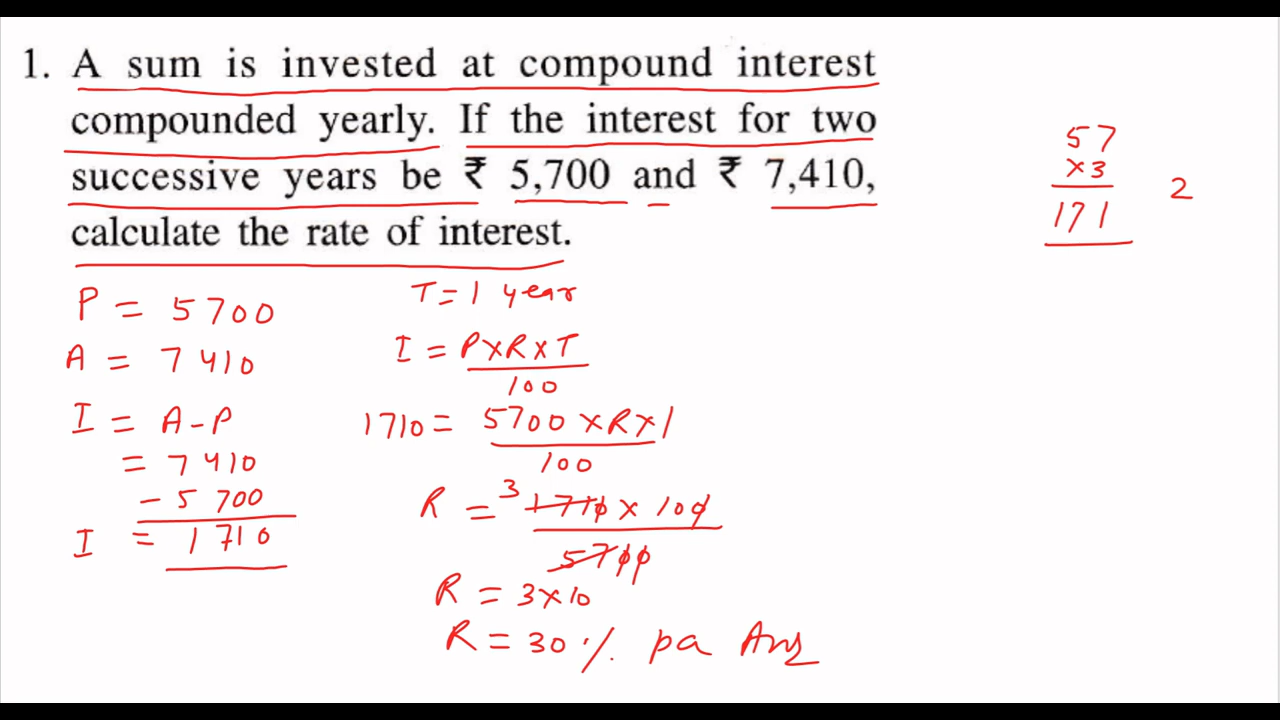 1. A sum is invested at compound interest
compounded yearly. If the interest for two
successive years be ₹ 5,700 and ₹ 7,410,
calculate the rate of interest.
57
×3
171
2
P = 5700
A = 7410
I = A-P
= 7410
- 5700
I = 1710
T = 1 year
I = P×R×T
100
1710 = 5700 ×R×1
100
R = 3 1710 × 100
5700
R = 3×10
R = 30 % pa Ans